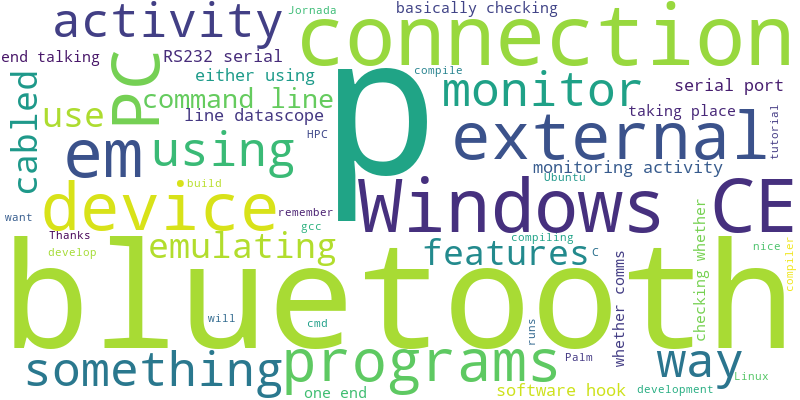 Jornada
basically checking
activity
connection
end talking
RS232 serial
PC
p
compile
either using
monitor
serial port
cabled
command line
use
line datascope
taking place
external
tutorial
HPC
em
using
monitoring activity
Ubuntu
build
device
Windows CE
want
remember
gcc
Thanks
compiling
develop
emulating
features
C
nice
bluetooth
whether comms
checking whether
compiler
will
cmd
runs
something
programs
Palm
way
Linux
one end
software hook
development